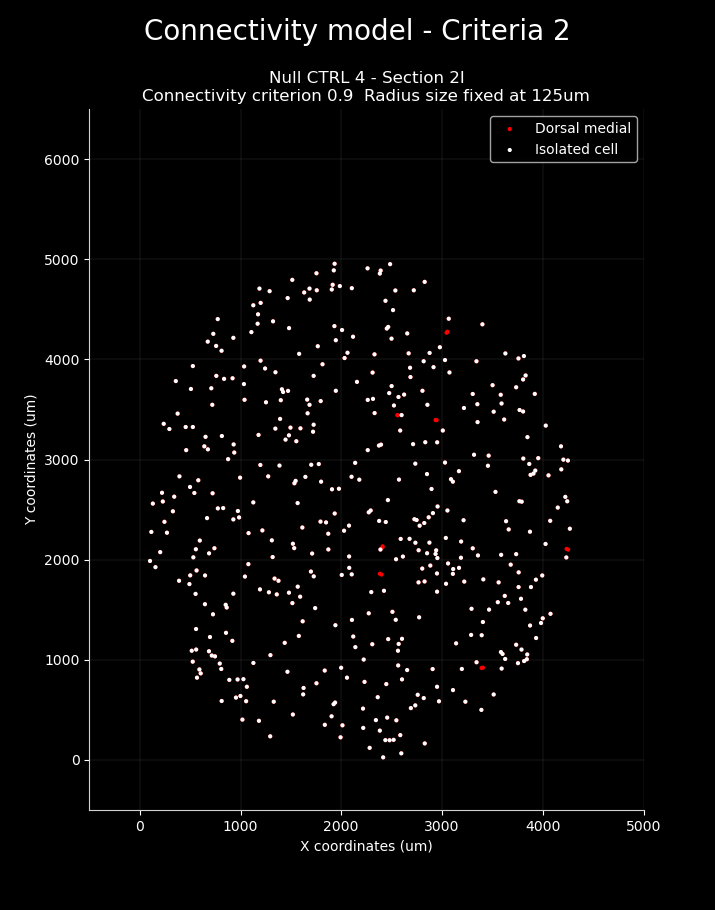 Connectivity model - Criteria 2
Null CTRL 4 - Section 2l
Connectivity criterion 0.9  Radius size fixed at 125um
Dorsal medial
Isolated cell
6000
5000
4000
3000
2000
1000
0
Y coordinates (um)
0
1000
2000
3000
4000
5000
X coordinates (um)